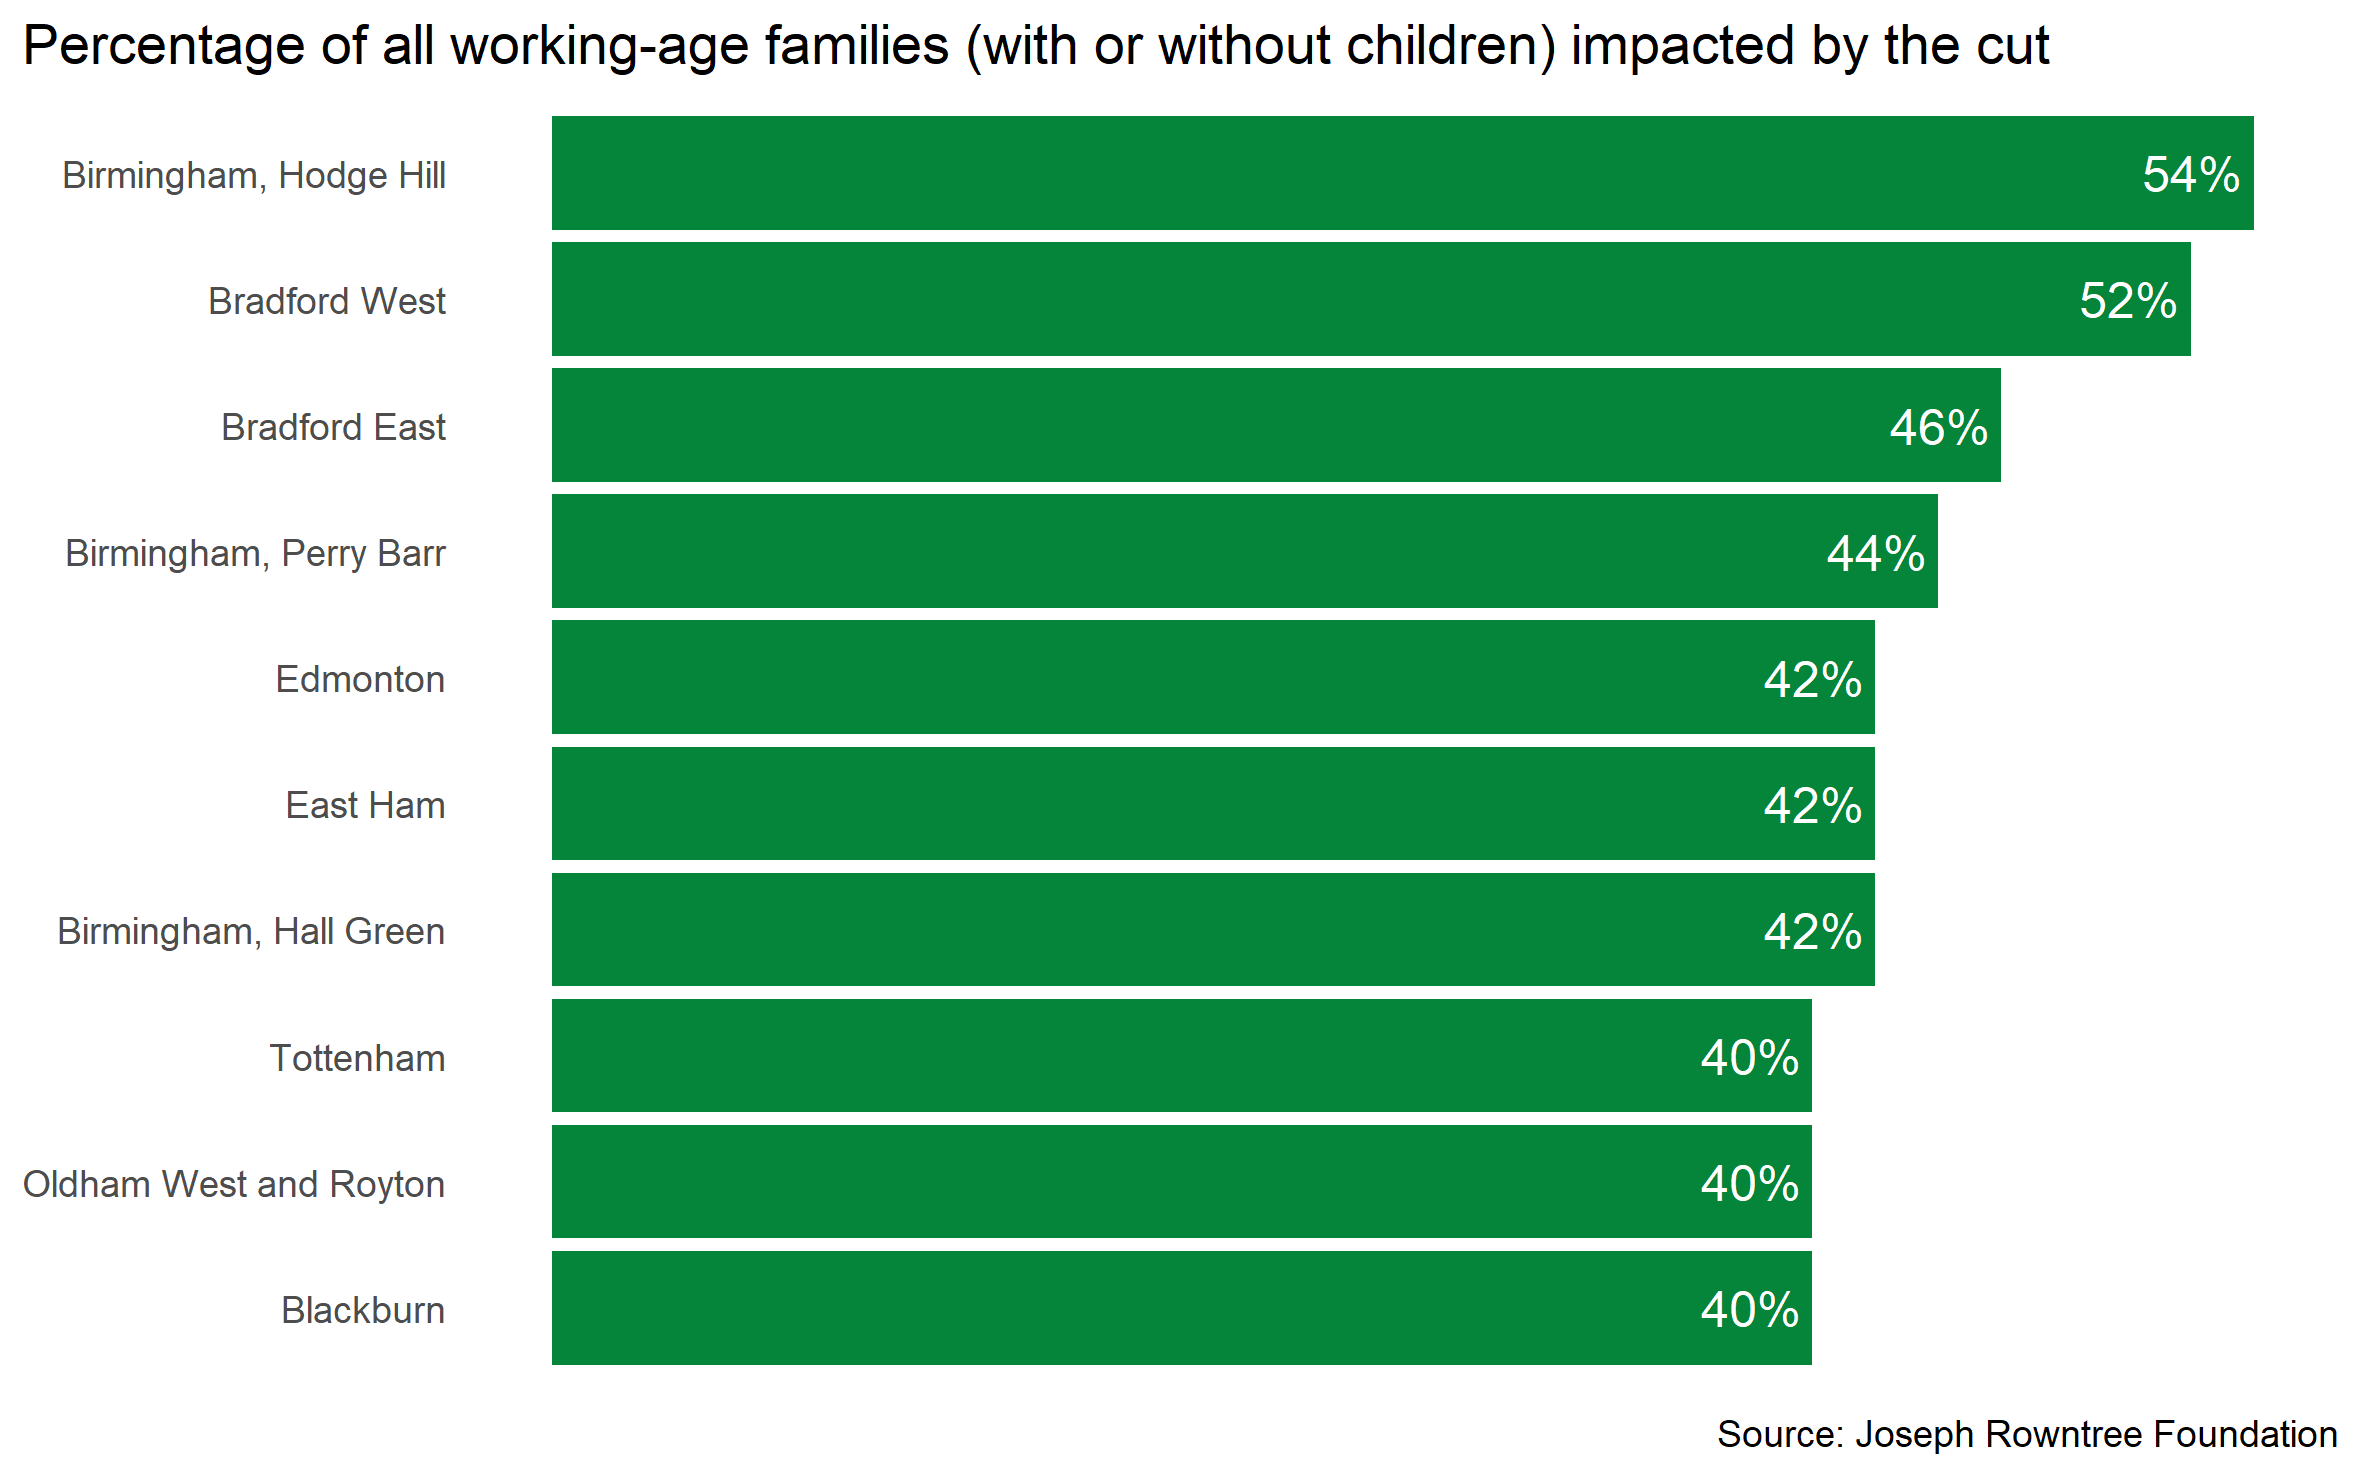 Percentage of all working-age families (with or without children) impacted by the cut
Birmingham, Hodge Hill 54%
Bradford West 52%
Bradford East 46%
Birmingham, Perry Barr 44%
Edmonton 42%
East Ham 42%
Birmingham, Hall Green 42%
Tottenham 40%
Oldham West and Royton 40%
Blackburn 40%
Source: Joseph Rowntree Foundation